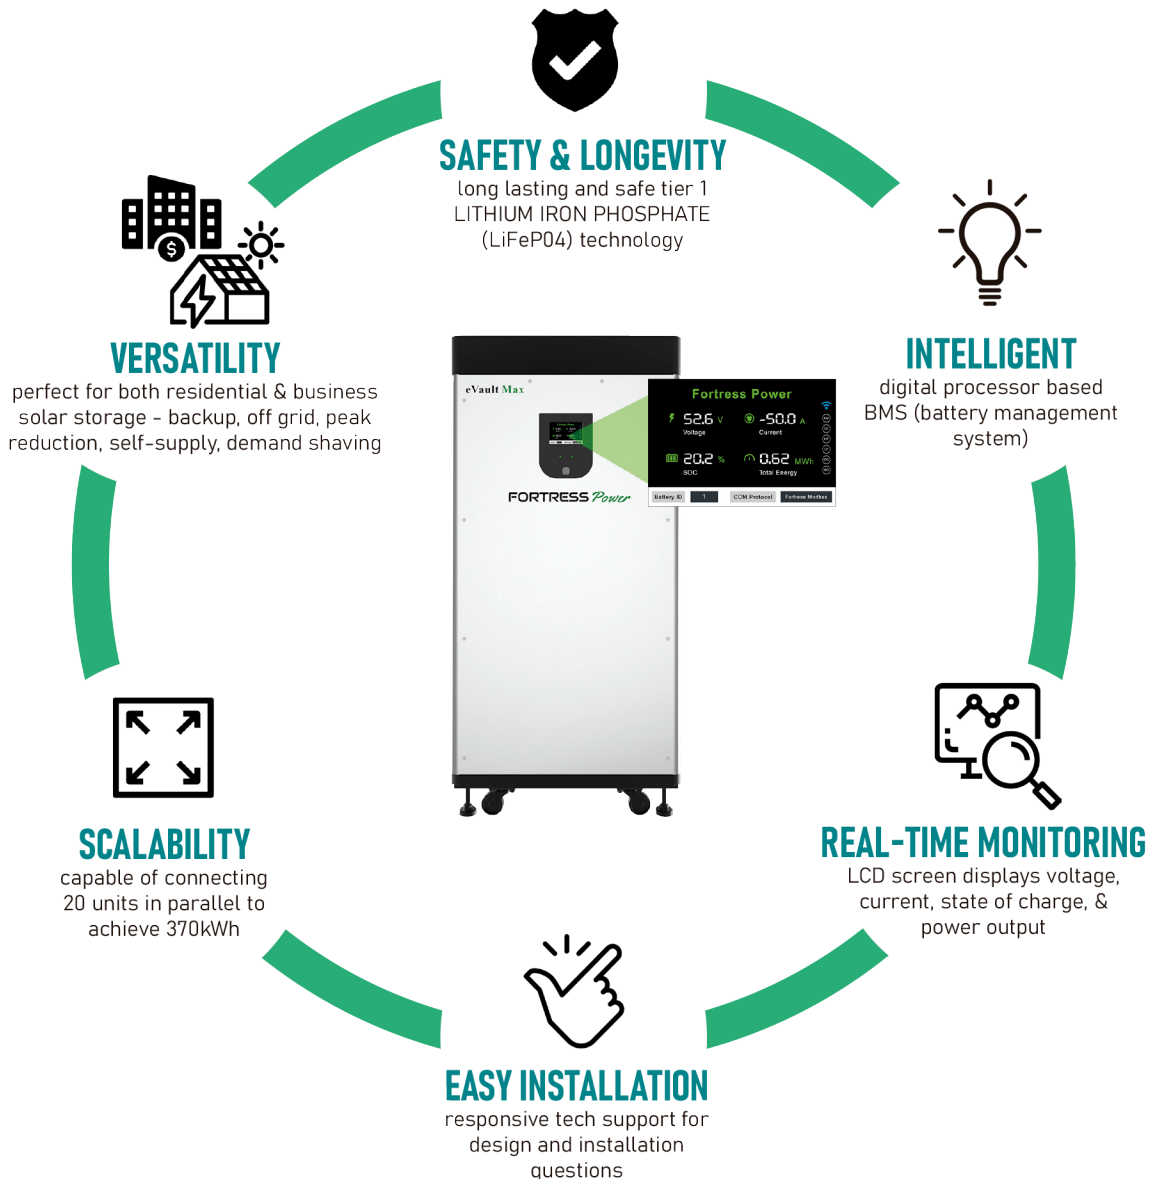 SAFETY & LONGEVITY
long lasting and safe tier 1
LITHIUM IRON PHOSPHATE
(LiFeP04) technology
INTELLIGENT
digital processor based
BMS (battery management
system)
REAL-TIME MONITORING
LCD screen displays voltage,
current, state of charge, &
power output
EASY INSTALLATION
responsive tech support for
design and installation
questions
SCALABILITY
capable of connecting
20 units in parallel to
achieve 370kWh
VERSATILITY
perfect for both residential & business
solar storage - backup, off grid, peak
reduction, self-supply, demand shaving
eVault Max
FORTRESS Power
Fortress Power
52.6 V
Voltage
-50.0 A
Current
20.2 %
SOC
0.62 MWh
Total Energy
Battery ID 1 COM Protocol Fortress Modbus